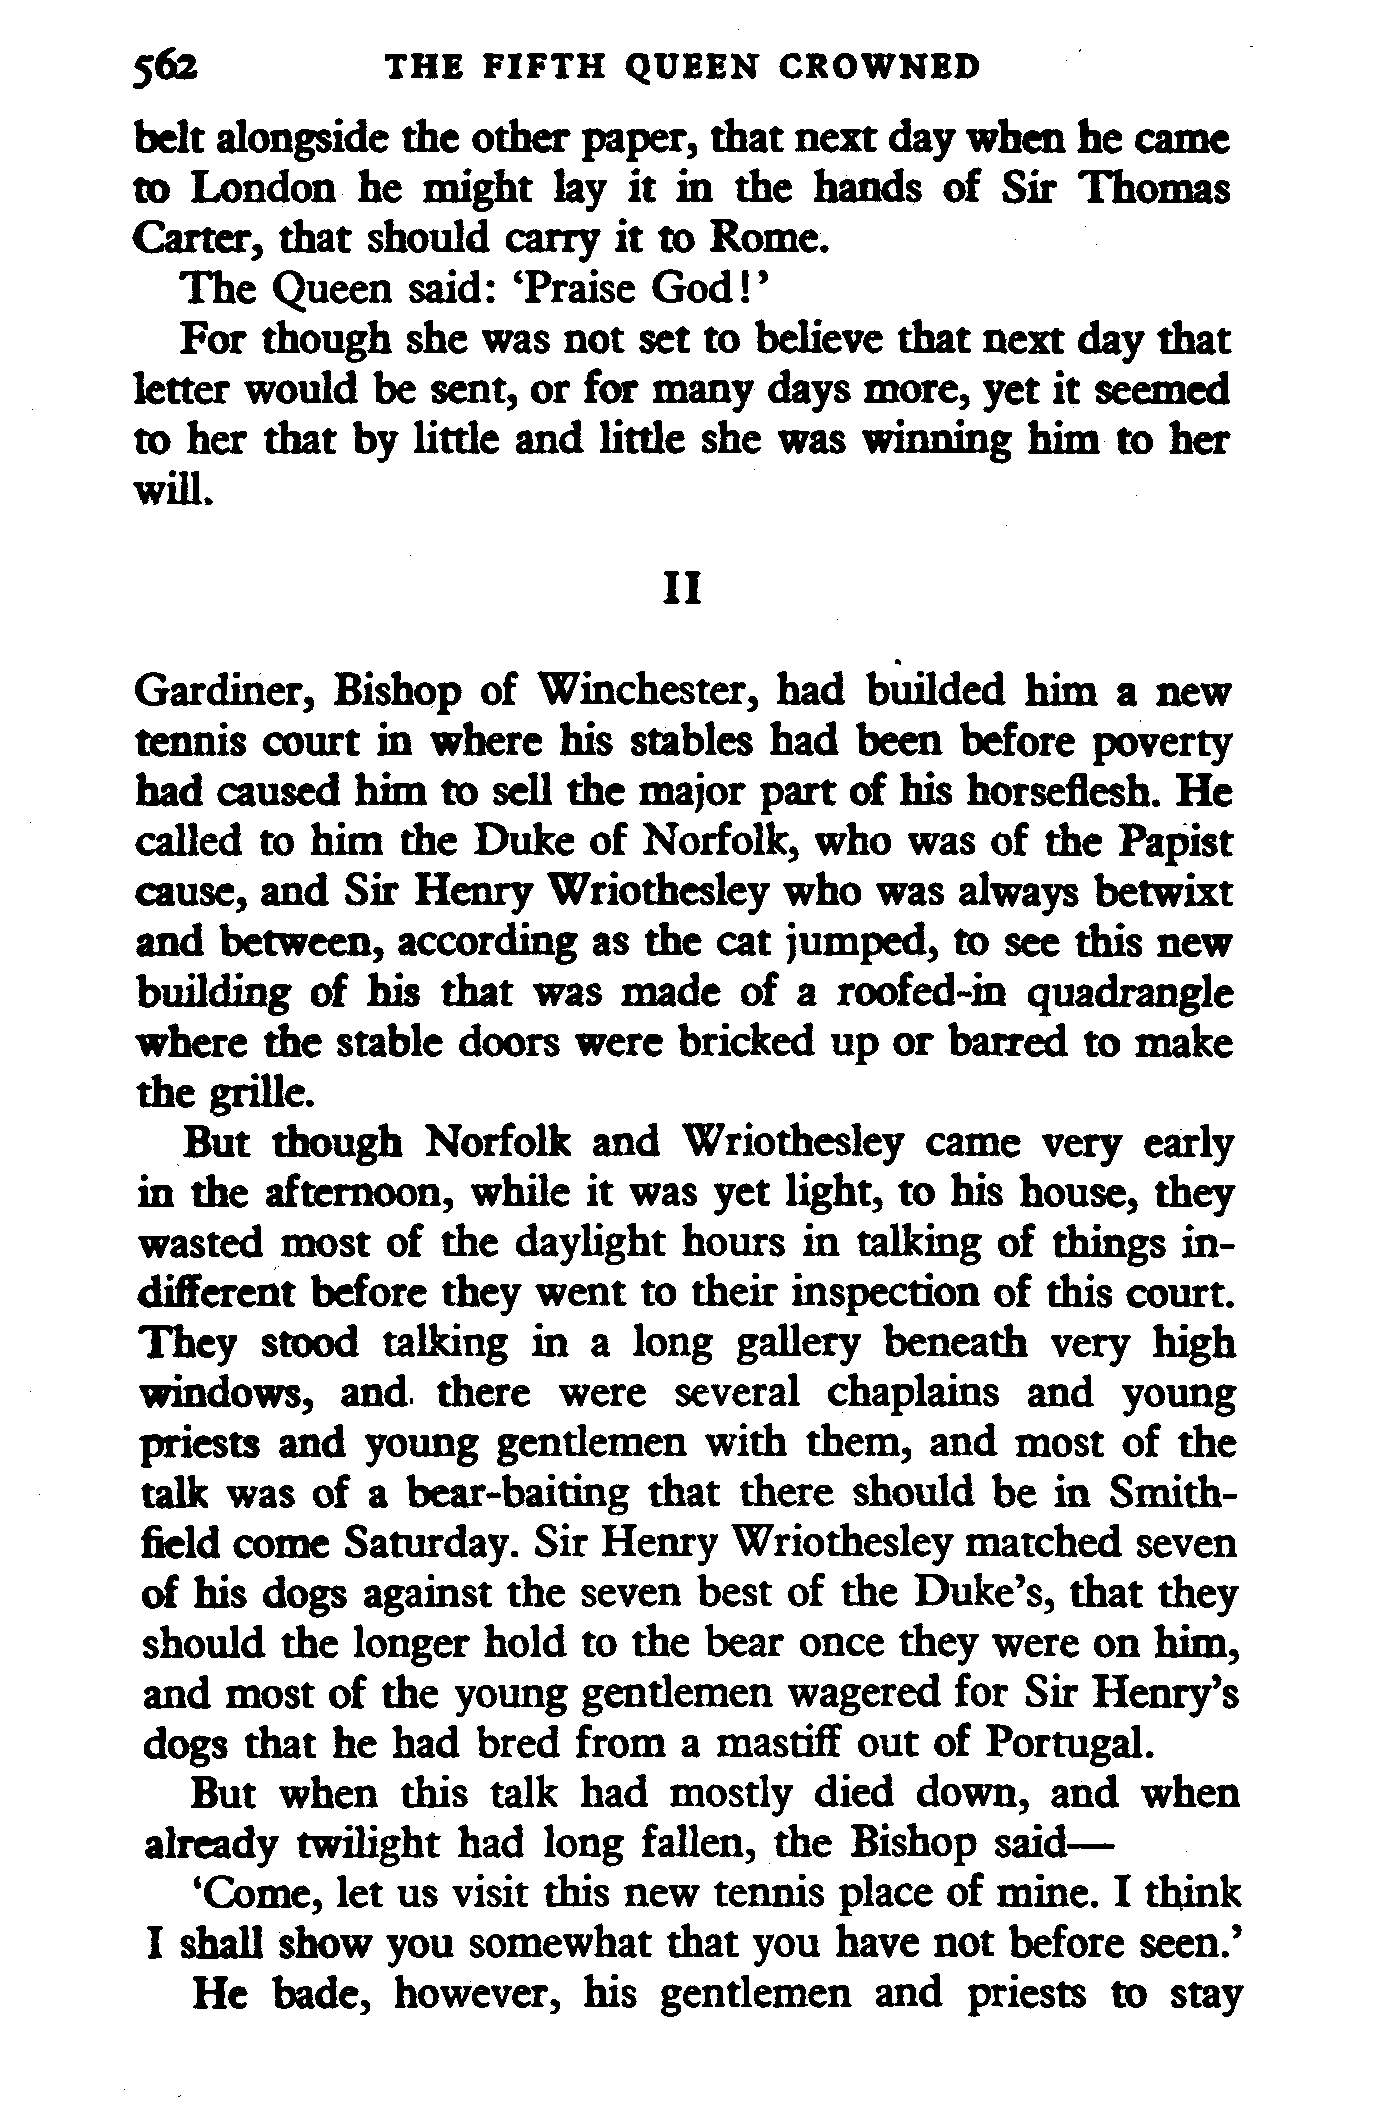 562 THE FIFTH QUEEN CROWNED
belt alongside the other paper, that next day when he came
to London he might lay it in the hands of Sir Thomas
Carter, that should carry it to Rome.
The Queen said: ‘Praise God!’
For though she was not set to believe that next day that
letter would be sent, or for many days more, yet it seemed
to her that by little and little she was winning him to her
will.
II
Gardiner, Bishop of Winchester, had builded him a new
tennis court in where his stables had been before poverty
had caused him to sell the major part of his horseflesh. He
called to him the Duke of Norfolk, who was of the Papist
cause, and Sir Henry Wriothesley who was always betwixt
and between, according as the cat jumped, to see this new
building of his that was made of a roofed-in quadrangle
where the stable doors were bricked up or barred to make
the grille.
But though Norfolk and Wriothesley came very early
in the afternoon, while it was yet light, to his house, they
wasted most of the daylight hours in talking of things in-
different before they went to their inspection of this court.
They stood talking in a long gallery beneath very high
windows, and there were several chaplains and young
priests and young gentlemen with them, and most of the
talk was of a bear-baiting that there should be in Smith-
field come Saturday. Sir Henry Wriothesley matched seven
of his dogs against the seven best of the Duke’s, that they
should the longer hold to the bear once they were on him,
and most of the young gentlemen wagered for Sir Henry’s
dogs that he had bred from a mastiff out of Portugal.
But when this talk had mostly died down, and when
already twilight had long fallen, the Bishop said—
‘Come, let us visit this new tennis place of mine. I think
I shall show you somewhat that you have not before seen.’
He bade, however, his gentlemen and priests to stay